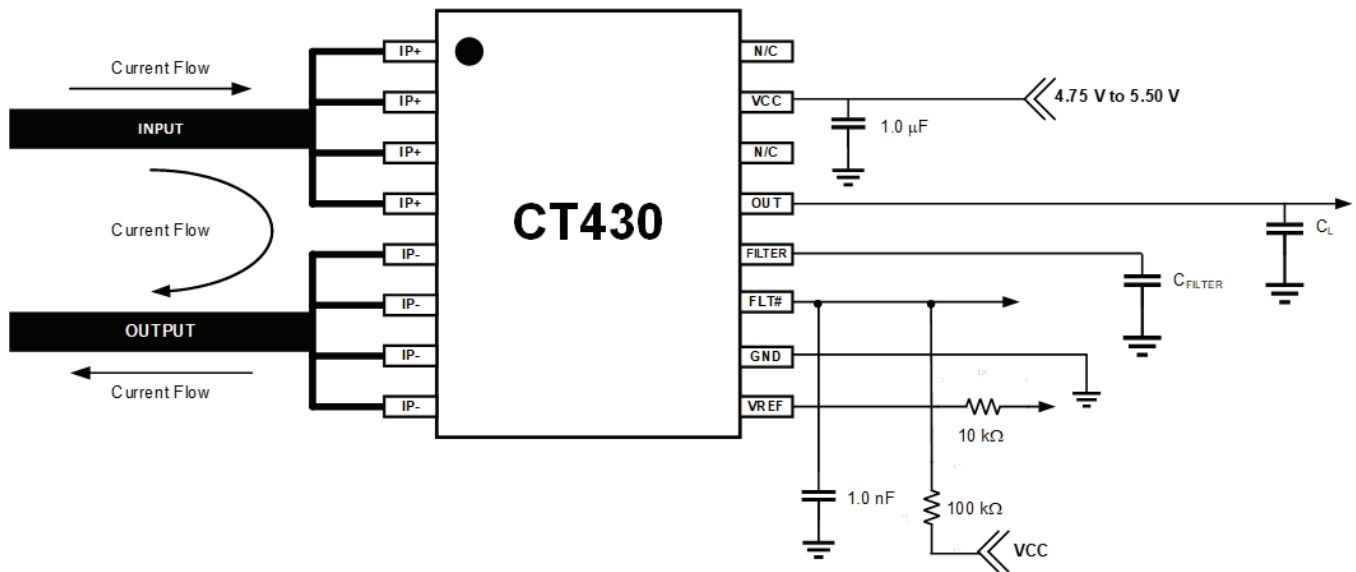 Current Flow
INPUT
Current Flow
OUTPUT
Current Flow
IP+
IP+
IP+
IP+
IP-
IP-
IP-
IP-
CT430
N/C
VCC
N/C
OUT
FILTER
FLT#
GND
VREF
4.75 V to 5.50 V
1.0 μF
CL
CFILTER
10 kΩ
1.0 nF
100 kΩ
VCC